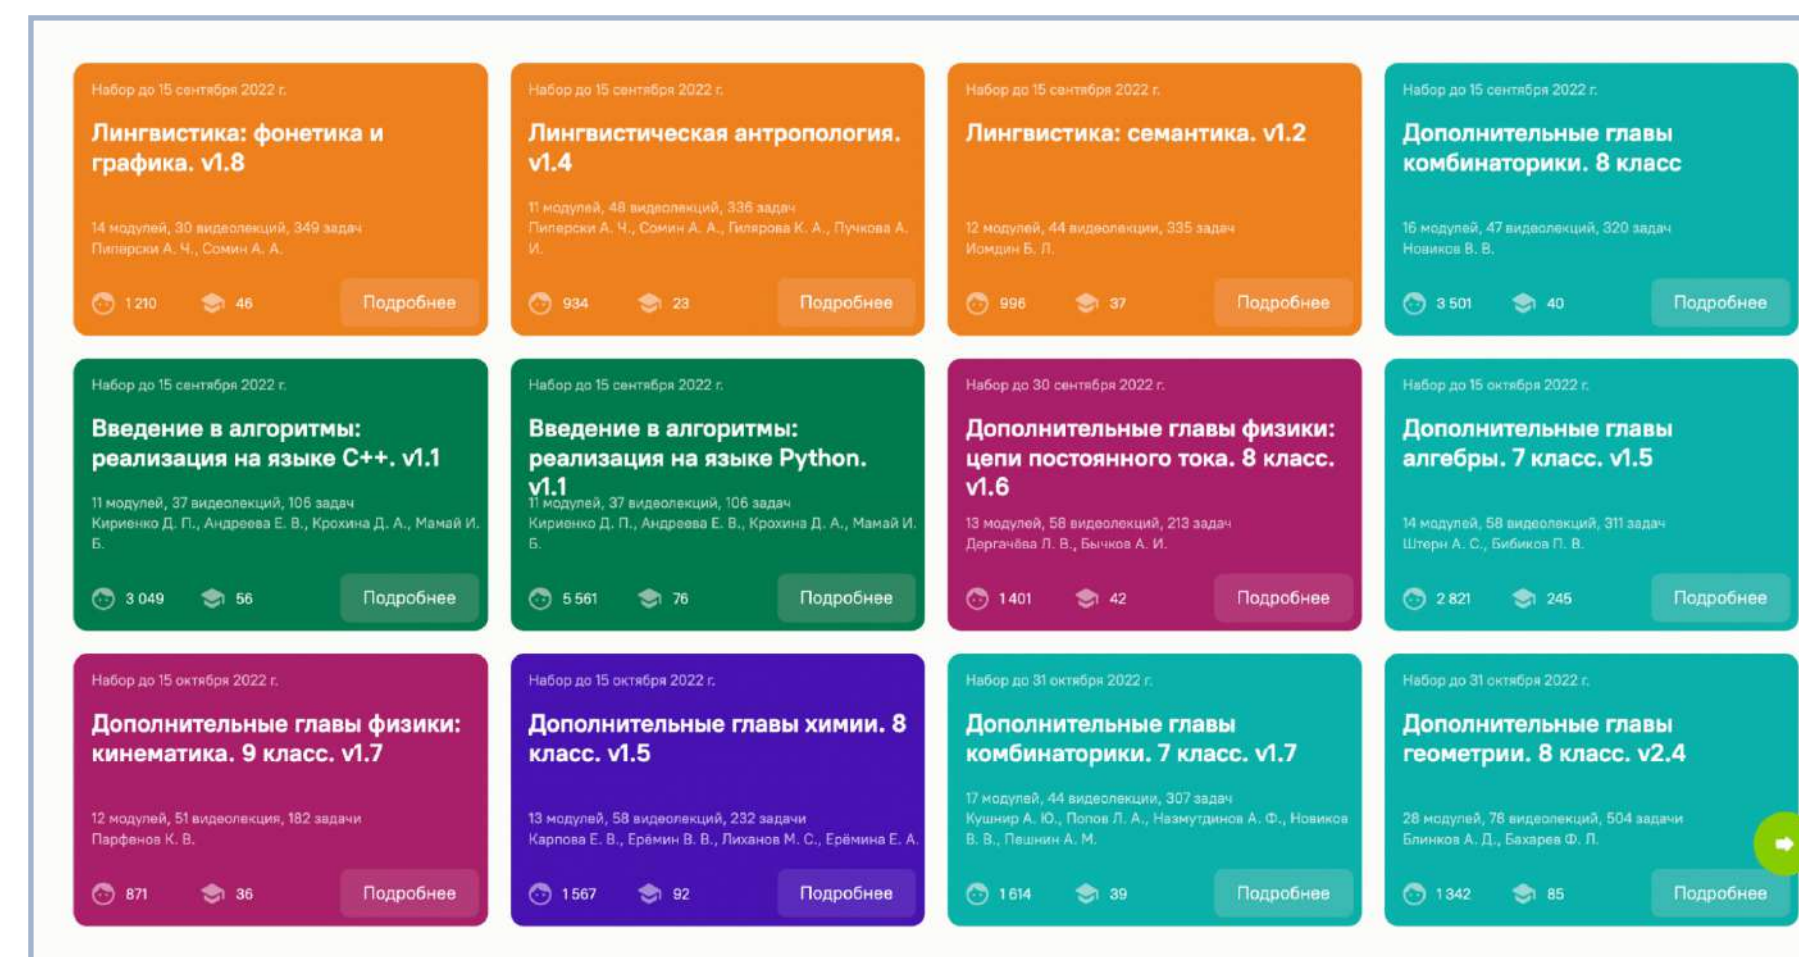 Набор до 15 сентября 2022 г.
Лингвистика: фонетика и
графика. v1.8
14 модулей, 30 видеолекций, 349 задач
Пиперски А. Ч., Сомин А. А.
1 210
46
Подробнее
Набор до 15 сентября 2022 г.
Лингвистическая антропология.
v1.4
11 модулей, 48 видеолекций, 336 задач
Пиперски А. Ч., Сомин А. А., Гилярова К. А., Пучкова А.
И.
934
23
Подробнее
Набор до 15 сентября 2022 г.
Лингвистика: семантика. v1.2
12 модулей, 44 видеолекции, 335 задач
Иомдин Б. Л.
996
37
Подробнее
Набор до 15 сентября 2022 г.
Дополнительные главы
комбинаторики. 8 класс
16 модулей, 47 видеолекций, 320 задач
Новиков В. В.
3 501
40
Подробнее
Набор до 15 сентября 2022 г.
Введение в алгоритмы:
реализация на языке C++. v1.1
11 модулей, 37 видеолекций, 106 задач
Кириенко Д. П., Андреева Е. В., Крохина Д. А., Мамай И.
Б.
3 049
56
Подробнее
Набор до 15 сентября 2022 г.
Введение в алгоритмы:
реализация на языке Python.
v1.1
11 модулей, 37 видеолекций, 106 задач
Кириенко Д. П., Андреева Е. В., Крохина Д. А., Мамай И.
Б.
5 561
76
Подробнее
Набор до 30 сентября 2022 г.
Дополнительные главы физики:
цепи постоянного тока. 8 класс.
v1.6
13 модулей, 58 видеолекций, 213 задач
Дергачёва Л. В., Бычков А. И.
1 401
42
Подробнее
Набор до 15 октября 2022 г.
Дополнительные главы
алгебры. 7 класс. v1.5
14 модулей, 58 видеолекций, 311 задач
Штерн А. С., Бибиков П. В.
2 821
245
Подробнее
Набор до 15 октября 2022 г.
Дополнительные главы физики:
кинематика. 9 класс. v1.7
12 модулей, 51 видеолекция, 182 задачи
Парфенов К. В.
871
36
Подробнее
Набор до 15 октября 2022 г.
Дополнительные главы химии. 8
класс. v1.5
13 модулей, 58 видеолекций, 232 задачи
Карпова Е. В., Ерёмин В. В., Лиханов М. С., Ерёмина Е. А.
1 567
92
Подробнее
Набор до 31 октября 2022 г.
Дополнительные главы
комбинаторики. 7 класс. v1.7
17 модулей, 44 видеолекции, 307 задач
Кушнир А. Ю., Попов Л. А., Назмутдинов А. Ф., Новиков
В. В., Пешнин А. М.
1 614
39
Подробнее
Набор до 31 октября 2022 г.
Дополнительные главы
геометрии. 8 класс. v2.4
28 модулей, 78 видеолекций, 504 задачи
Блинков А. Д., Бахарев Ф. Л.
1 342
85
Подробнее